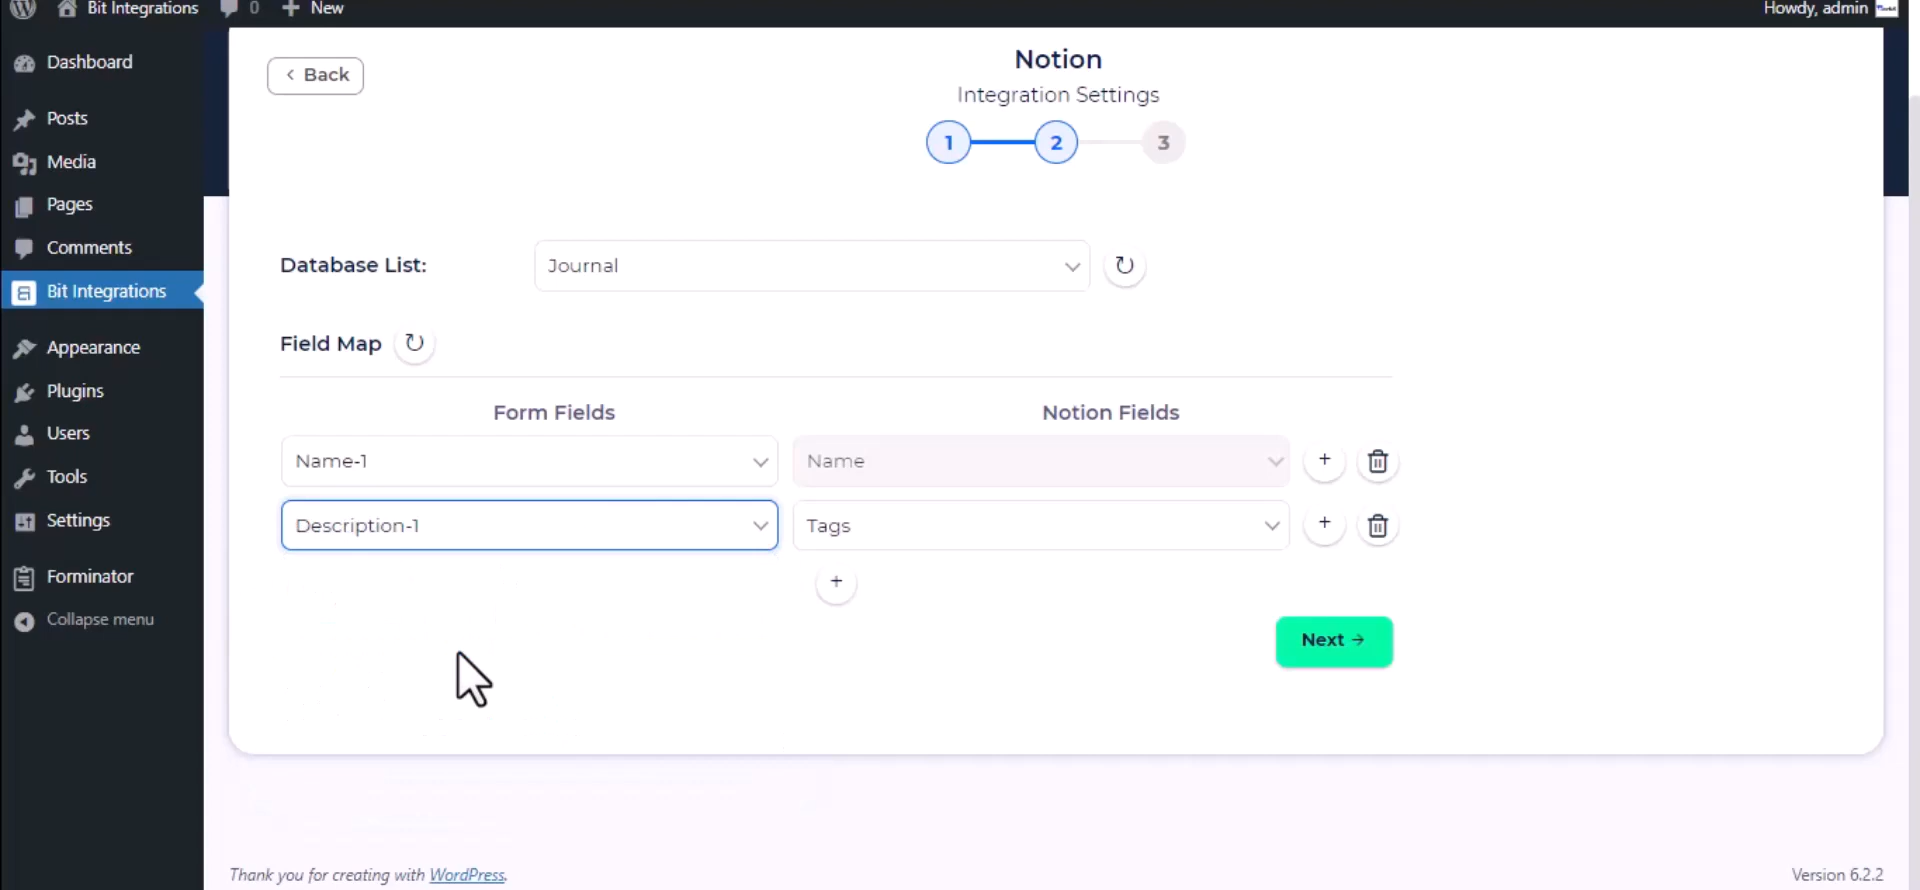 Bit Integrations 0 + New Howdy, admin
Dashboard
Posts
Media
Pages
Comments
Bit Integrations
Appearance
Plugins
Users
Tools
Settings
Forminator
Collapse menu
Back
Notion
Integration Settings
1 2 3
Database List: Journal
Field Map
Form Fields Notion Fields
Name-1 Name +
Description-1 Tags +
+
Next →
Thank you for creating with WordPress. Version 6.2.2